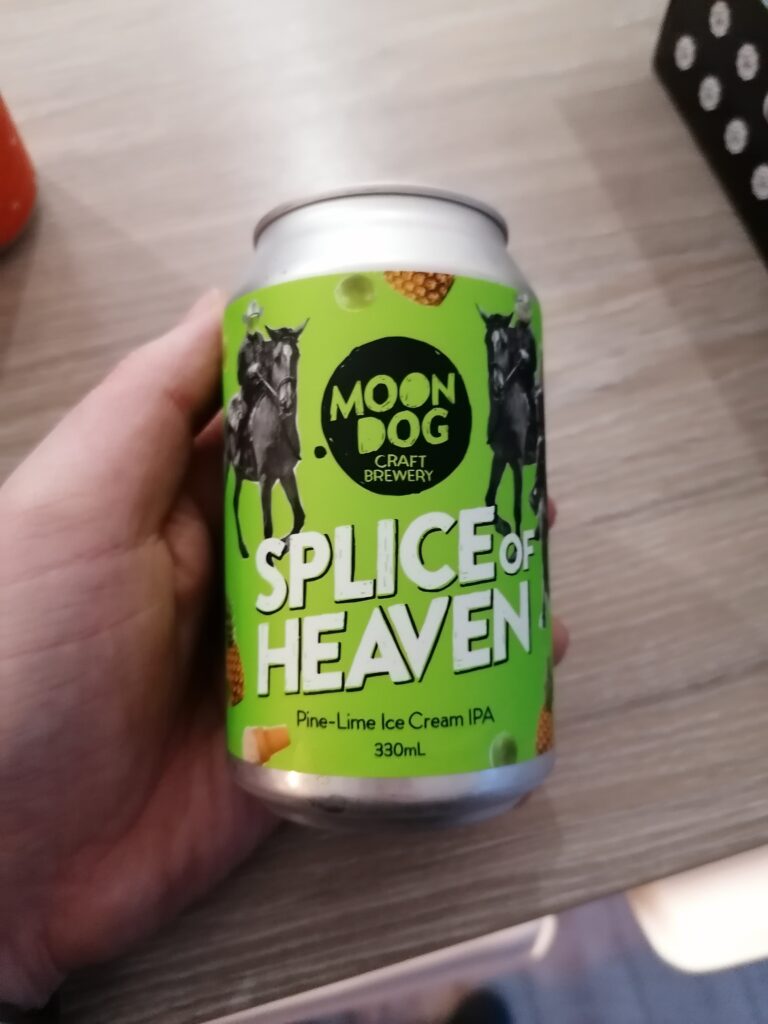 MOON
DOG
CRAFT
BREWERY
SPLICE OF
HEAVEN
Pine-Lime Ice Cream IPA
330mL